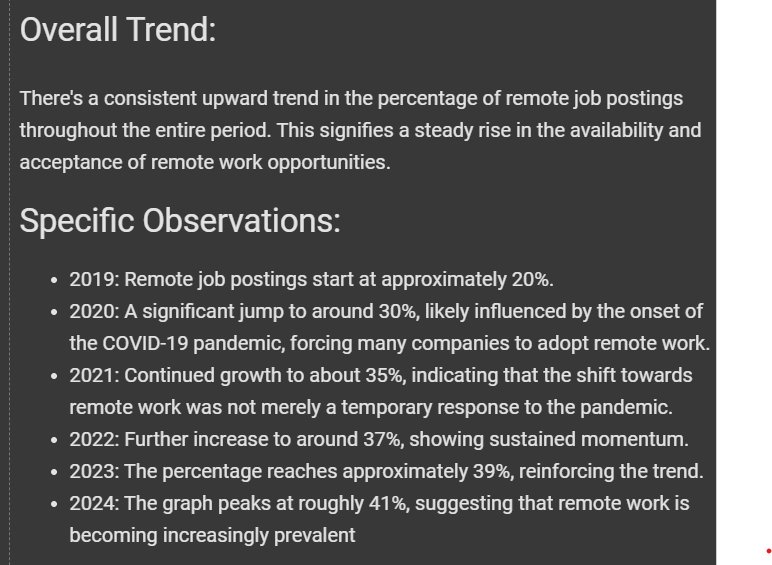 Overall Trend:
There's a consistent upward trend in the percentage of remote job postings
throughout the entire period. This signifies a steady rise in the availability and
acceptance of remote work opportunities.
Specific Observations:
• 2019: Remote job postings start at approximately 20%.
• 2020: A significant jump to around 30%, likely influenced by the onset of
the COVID-19 pandemic, forcing many companies to adopt remote work.
• 2021: Continued growth to about 35%, indicating that the shift towards
remote work was not merely a temporary response to the pandemic.
• 2022: Further increase to around 37%, showing sustained momentum.
• 2023: The percentage reaches approximately 39%, reinforcing the trend.
• 2024: The graph peaks at roughly 41%, suggesting that remote work is
becoming increasingly prevalent